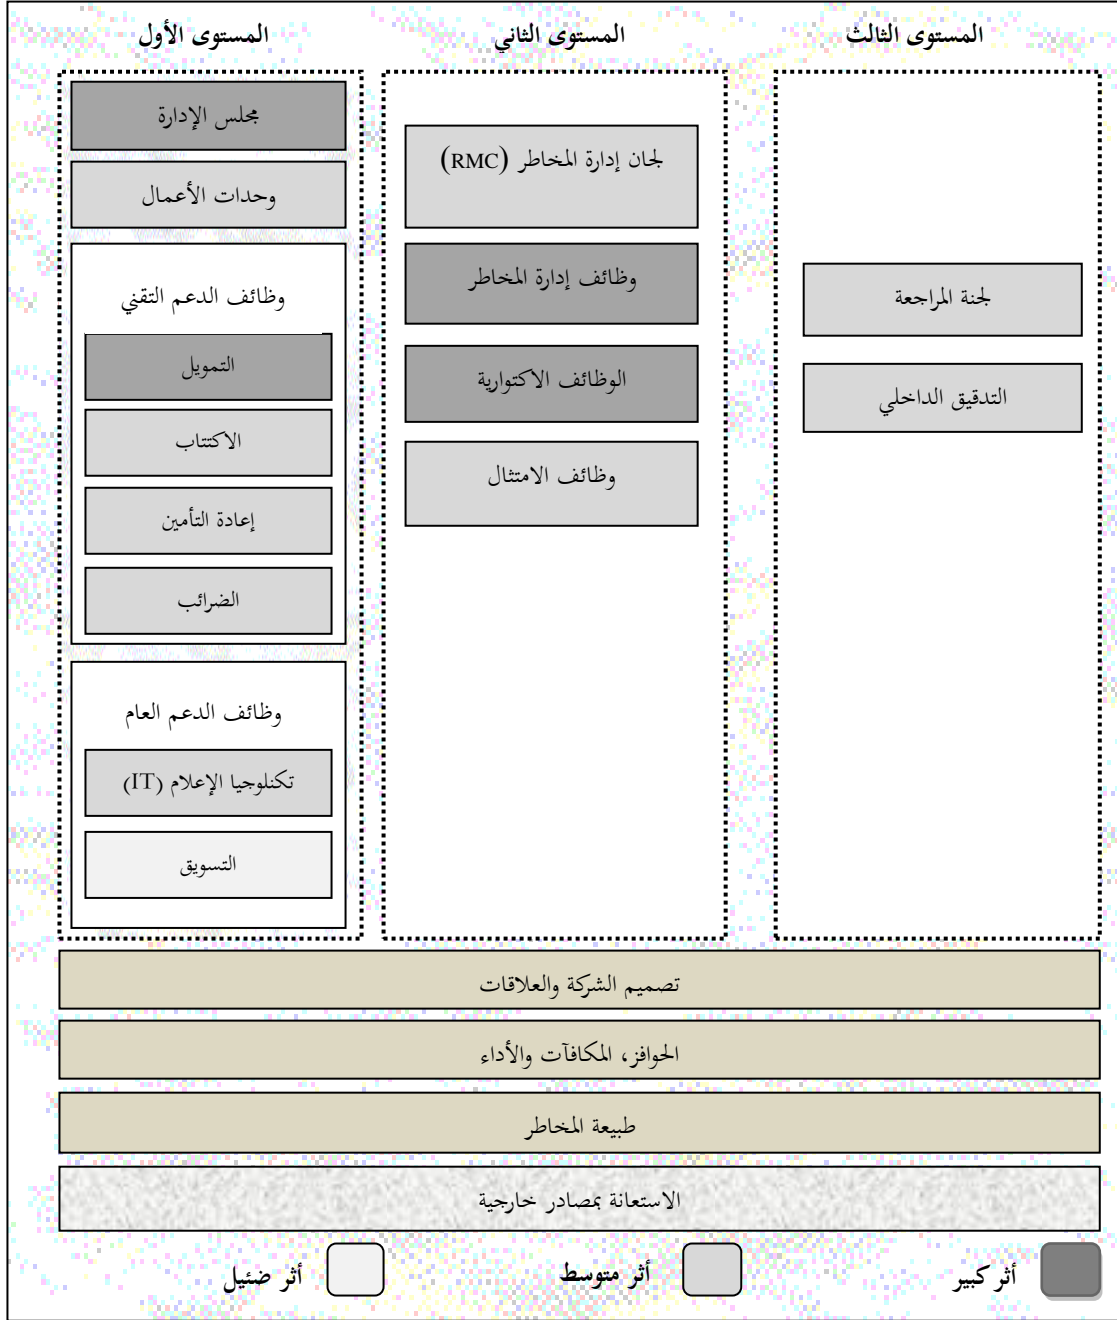 المستوى الثالث
المستوى الثاني
المستوى الأول
لجنة المراجعة
التدقيق الداخلي
لجان إدارة المخاطر (RMC)
وظائف إدارة المخاطر
الوظائف الاكتوارية
وظائف الامتثال
مجلس الإدارة
وحدات الأعمال
وظائف الدعم التقني
التمويل
الاكتتاب
إعادة التأمين
الضرائب
وظائف الدعم العام
تكنلوجيا الإعلام (IT)
التسويق
تصميم الشركة والعلاقات
الحوافز، المكافآت والأداء
طبيعة المخاطر
الاستعانة بمصادر خارجية
أثر كبير
أثر متوسط
أثر ضئيل